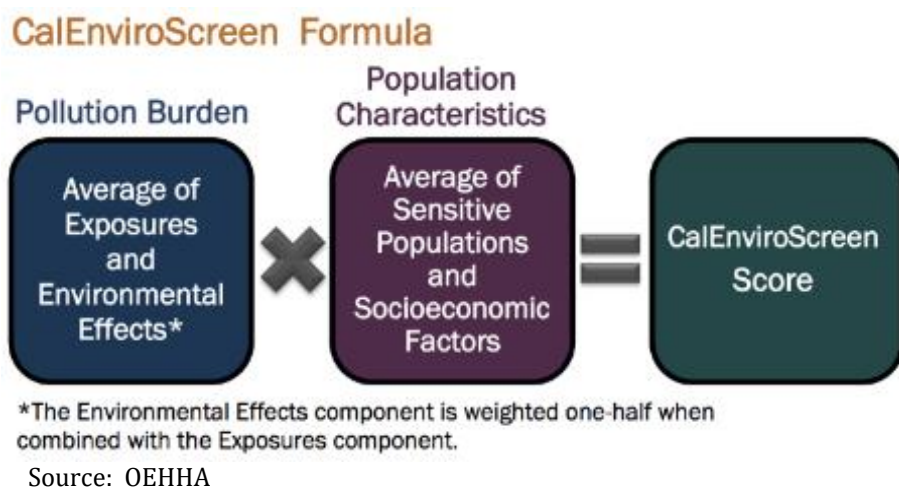 CalEnviroScreen Formula
Pollution Burden
Average of
Exposures
and
Environmental
Effects*
Population
Characteristics
Average of
Sensitive
Populations
and
Socioeconomic
Factors
CalEnviroScreen
Score
*The Environmental Effects component is weighted one-half when
combined with the Exposures component.
Source: OEHHA